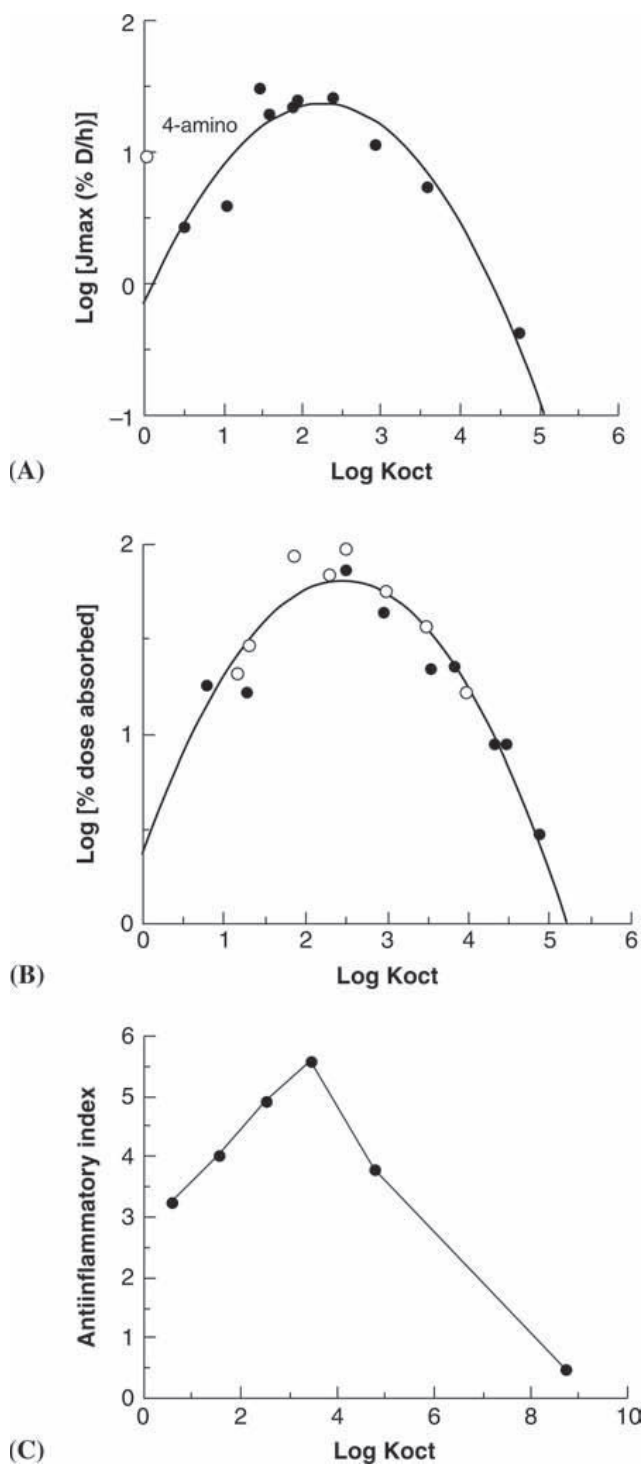 2
4-amino
1
0
–1
Log [Jmax (% D/h)]
0 1 2 3 4 5 6
(A)
Log Koct
2
1
0
Log [% dose absorbed]
0 1 2 3 4 5 6
Log Koct
(B)
6
5
4
3
2
1
0
Antiinflammatory index
0 2 4 6 8 10
(C)
Log Koct